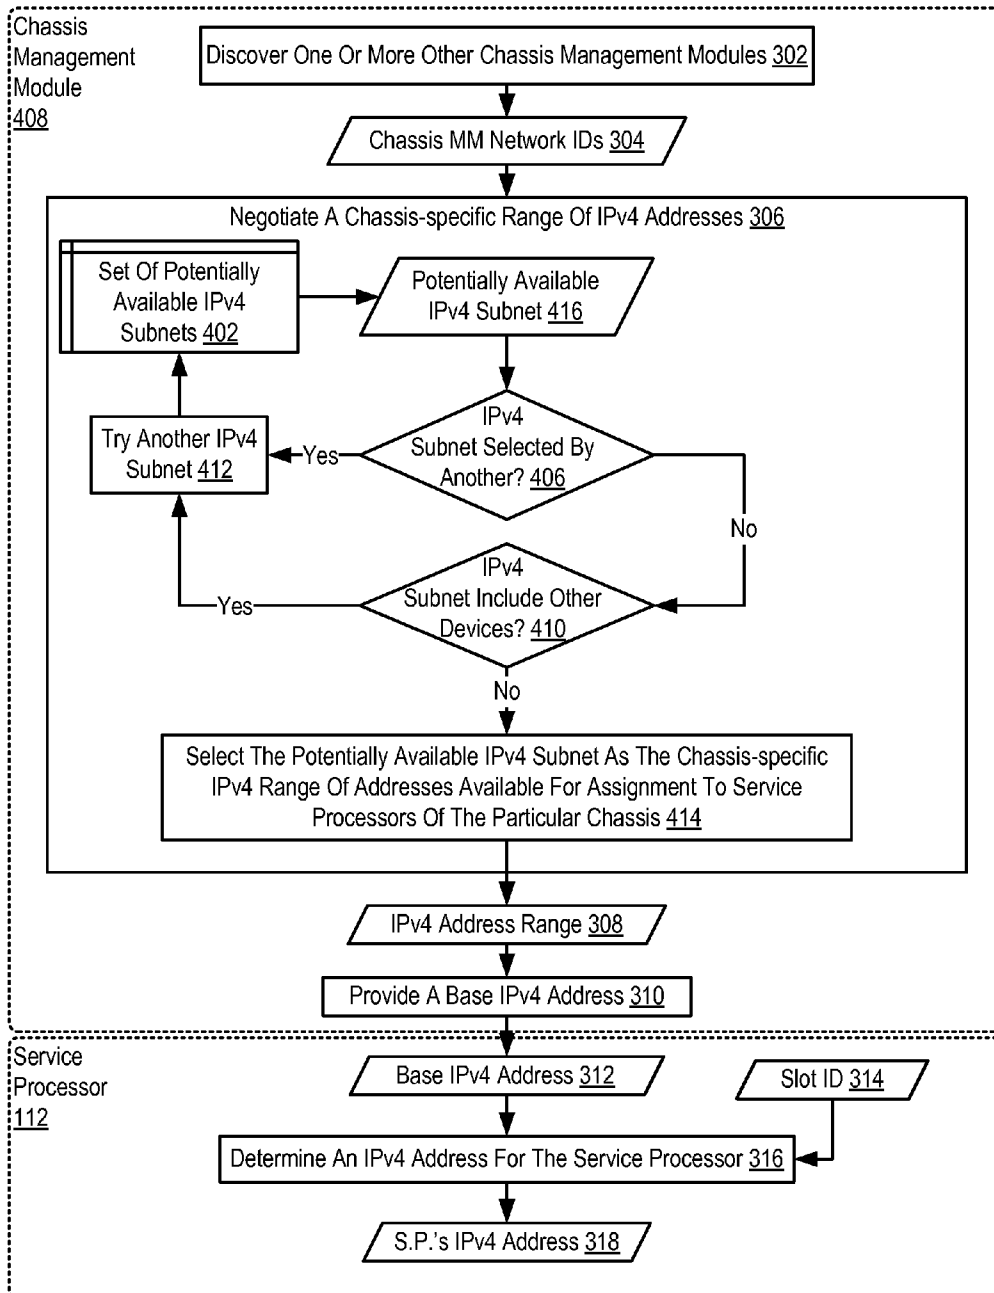 Chassis
Management
Module
408
Discover One Or More Other Chassis Management Modules 302
Chassis MM Network IDs 304
Negotiate A Chassis-specific Range Of IPv4 Addresses 306
Set Of Potentially
Available IPv4
Subnets 402
Potentially Available
IPv4 Subnet 416
IPv4
Subnet Selected By
Another? 406
Yes
Try Another IPv4
Subnet 412
No
IPv4
Subnet Include Other
Devices? 410
Yes
No
Select The Potentially Available IPv4 Subnet As The Chassis-specific
IPv4 Range Of Addresses Available For Assignment To Service
Processors Of The Particular Chassis 414
IPv4 Address Range 308
Provide A Base IPv4 Address 310
Service
Processor
112
Base IPv4 Address 312
Slot ID 314
Determine An IPv4 Address For The Service Processor 316
S.P.'s IPv4 Address 318